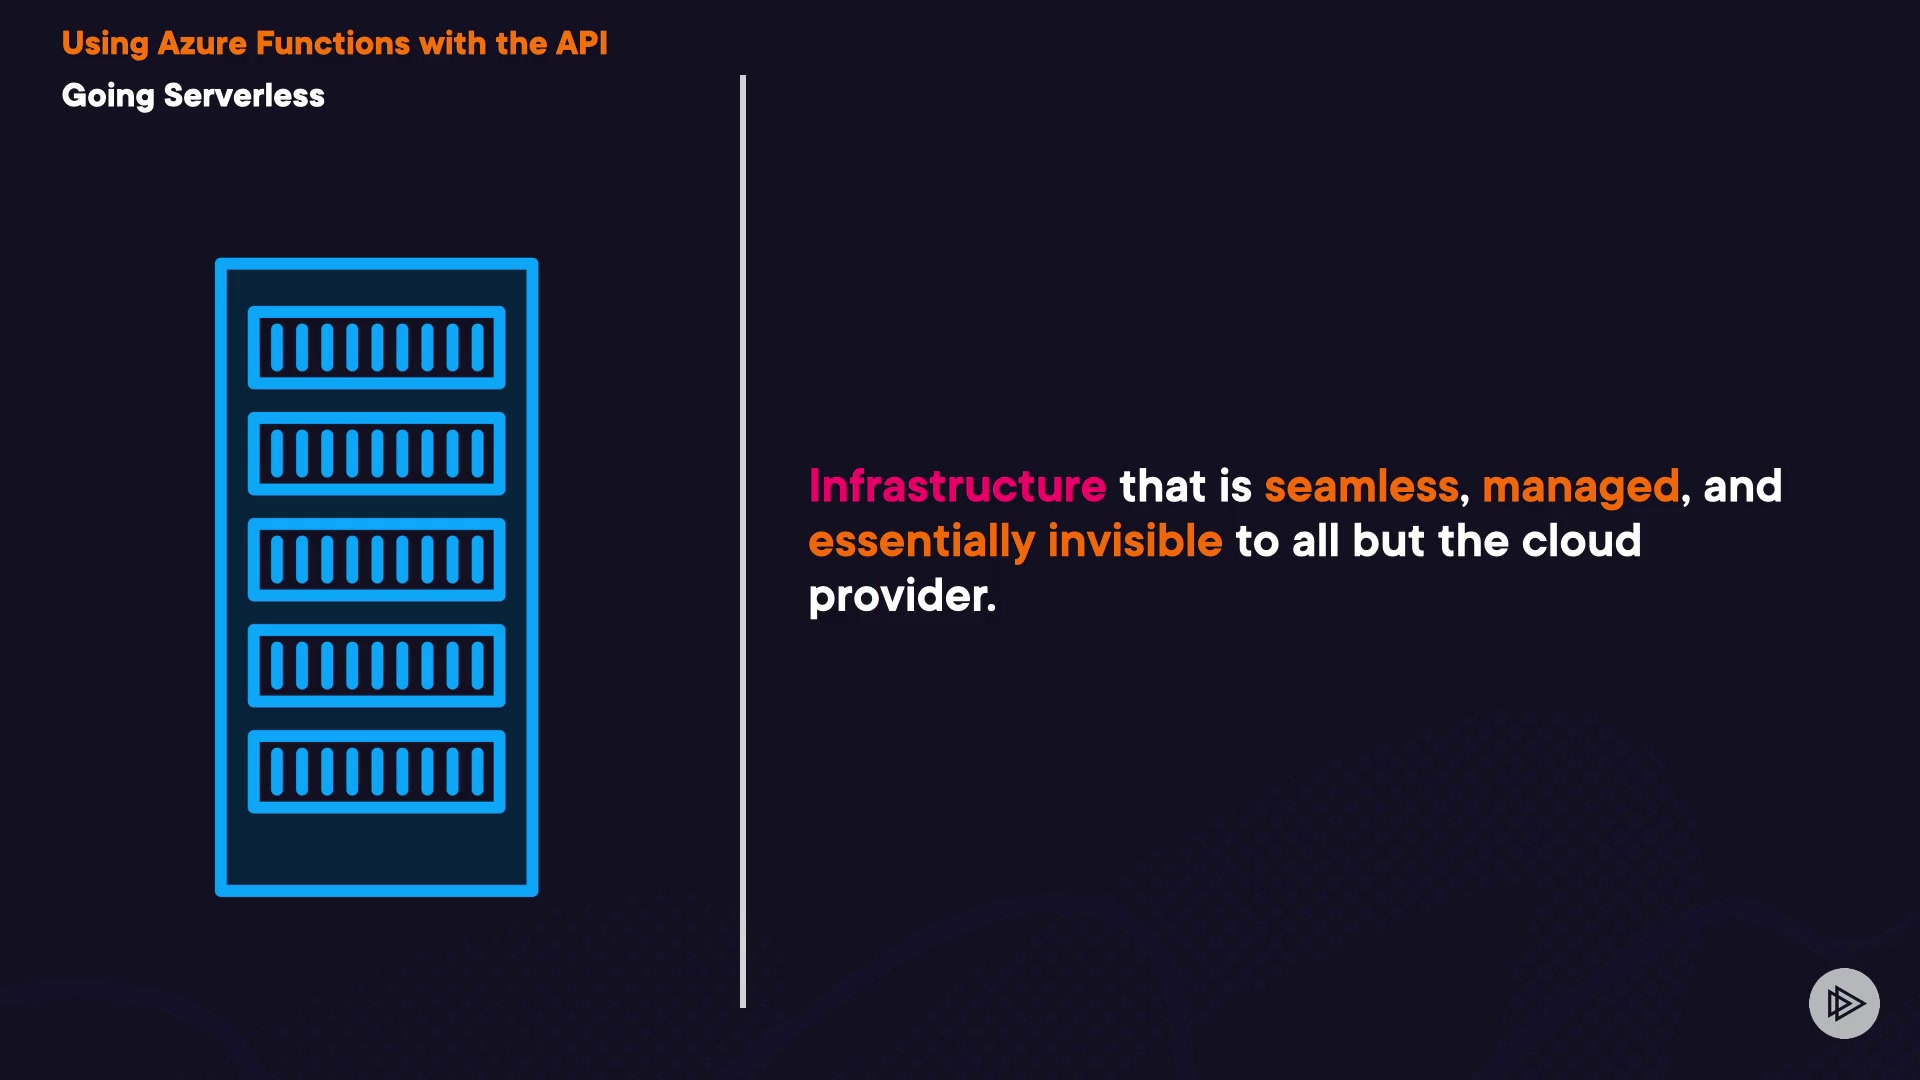 Using Azure Functions with the API
Going Serverless
Infrastructure that is seamless, managed, and
essentially invisible to all but the cloud
provider.